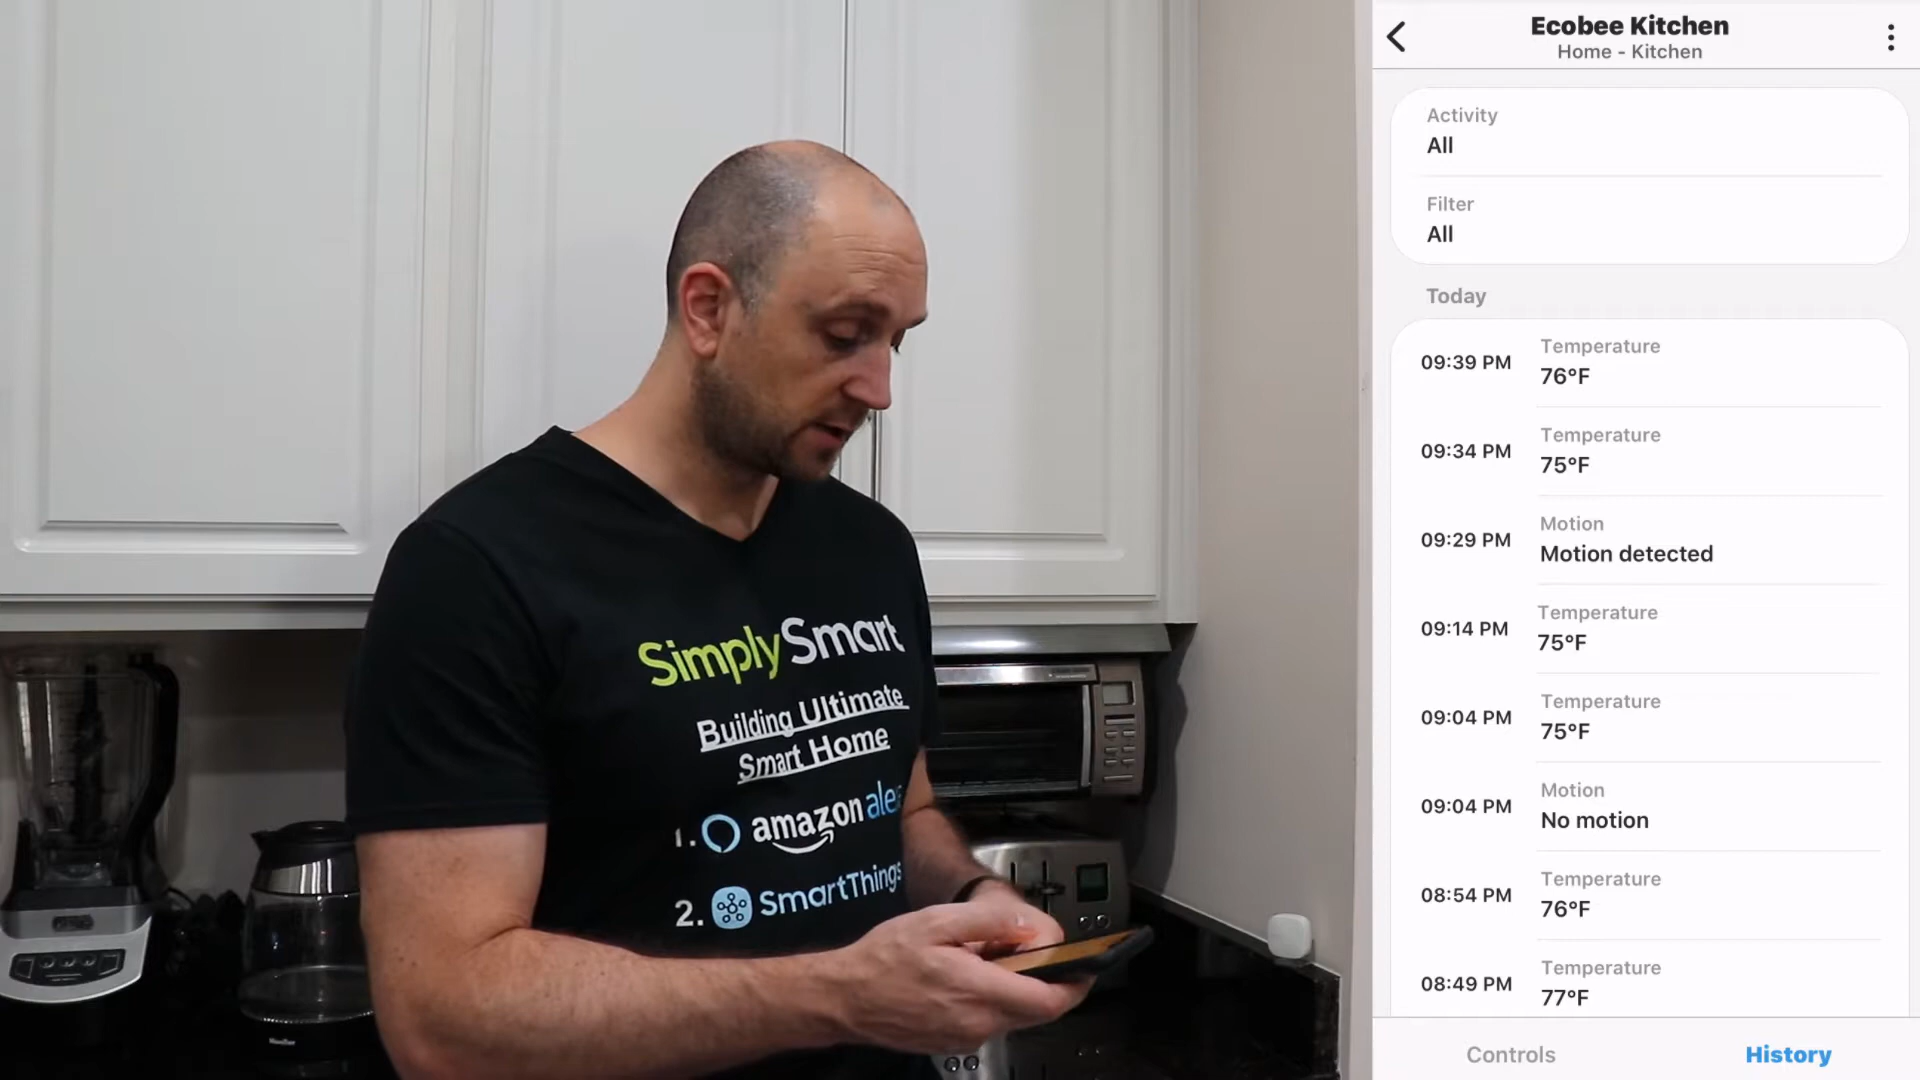 Ecobee Kitchen
Home - Kitchen
Activity
All
Filter
All
Today
09:39 PM
Temperature
76°F
09:34 PM
Temperature
75°F
09:29 PM
Motion
Motion detected
09:14 PM
Temperature
75°F
09:04 PM
Temperature
75°F
09:04 PM
Motion
No motion
08:54 PM
Temperature
76°F
08:49 PM
Temperature
77°F
Controls
History
SimplySmart
Building Ultimate
Smart Home
1. amazon alexa
2. SmartThings